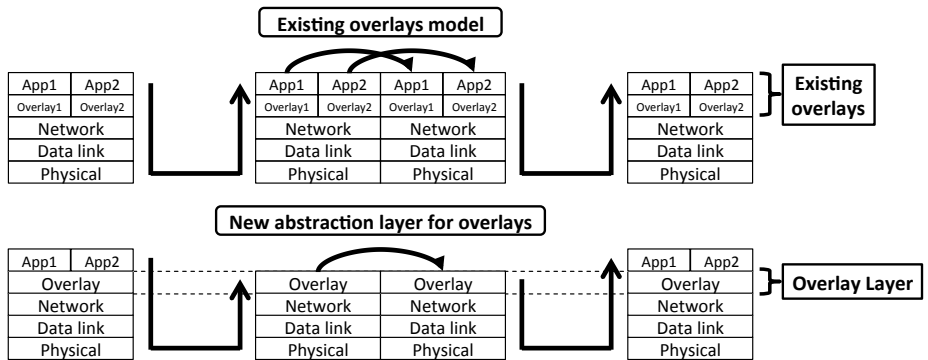 Existing overlays model
App1 App2 App1 App2 App1 App2 App1 App2
Overlay1 Overlay2 Overlay1 Overlay2 Overlay1 Overlay2 Overlay1 Overlay2
Network Network Network Network
Data link Data link Data link Data link
Physical Physical Physical Physical
Existing
overlays
New abstraction layer for overlays
App1 App2 App1 App2
Overlay Overlay Overlay Overlay
Network Network Network Network
Data link Data link Data link Data link
Physical Physical Physical Physical
Overlay Layer